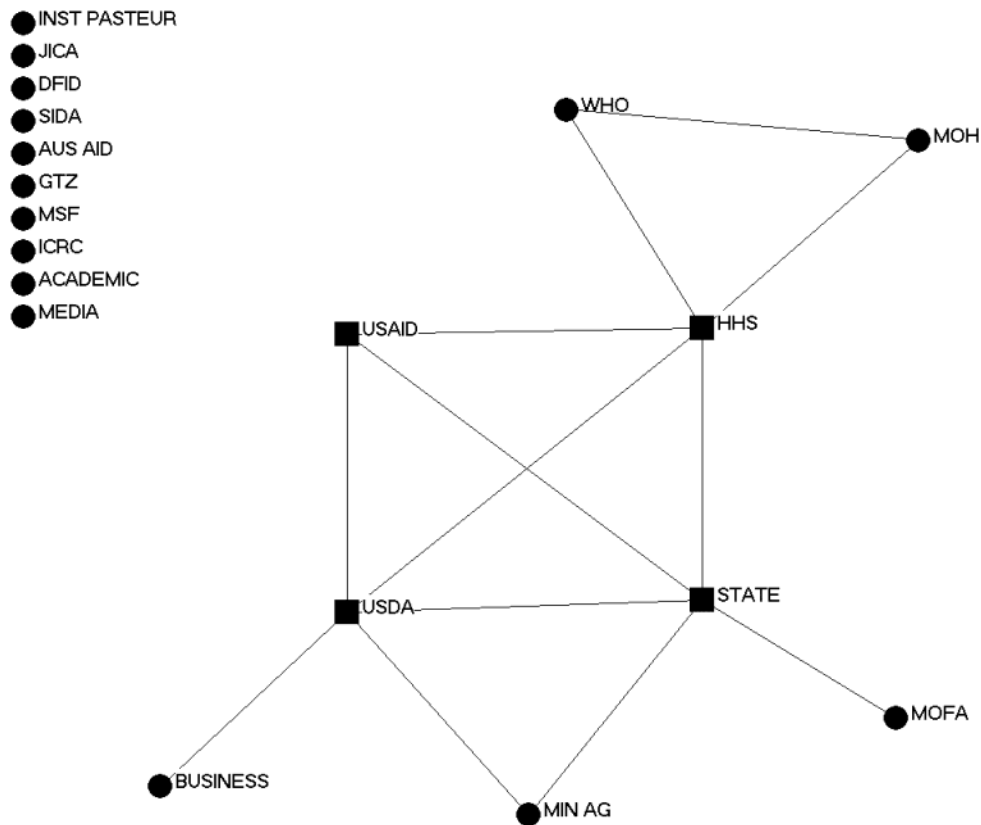 INST PASTEUR
JICA
DFID
SIDA
AUS AID
GTZ
MSF
ICRC
ACADEMIC
MEDIA
WHO
MOH
USAID
HHS
USDA
STATE
MOFA
BUSINESS
MIN AG